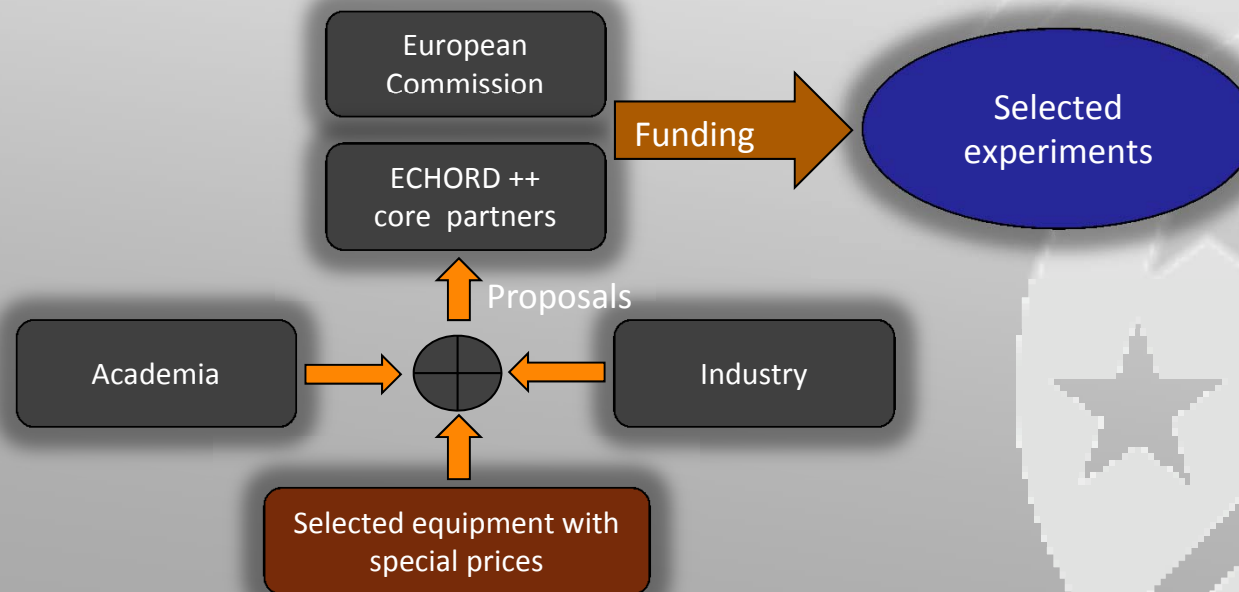 European
Commission
Funding
Selected
experiments
ECHORD ++
core partners
Proposals
Academia
Industry
Selected equipment with
special prices